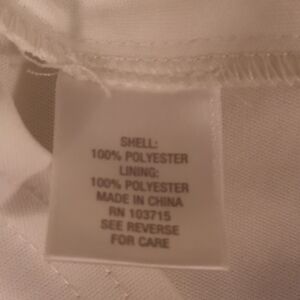 SHELL:
100% POLYESTER
LINING:
100% POLYESTER
MADE IN CHINA
RN 103715
SEE REVERSE
FOR CARE